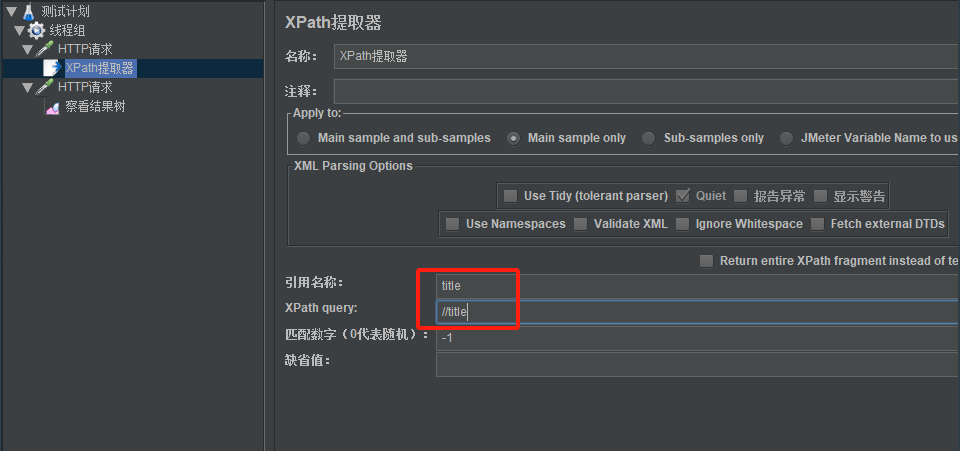 测试计划
线程组
HTTP请求
XPath提取器
HTTP请求
察看结果树
XPath提取器
名称： XPath提取器
注释：
Apply to:
Main sample and sub-samples Main sample only Sub-samples only JMeter Variable Name to us
XML Parsing Options
Use Tidy (tolerant parser) Quiet 报告异常 显示警告
Use Namespaces Validate XML Ignore Whitespace Fetch external DTDs
Return entire XPath fragment instead of te
引用名称： title
XPath query: //title
匹配数字（0代表随机）： -1
缺省值：